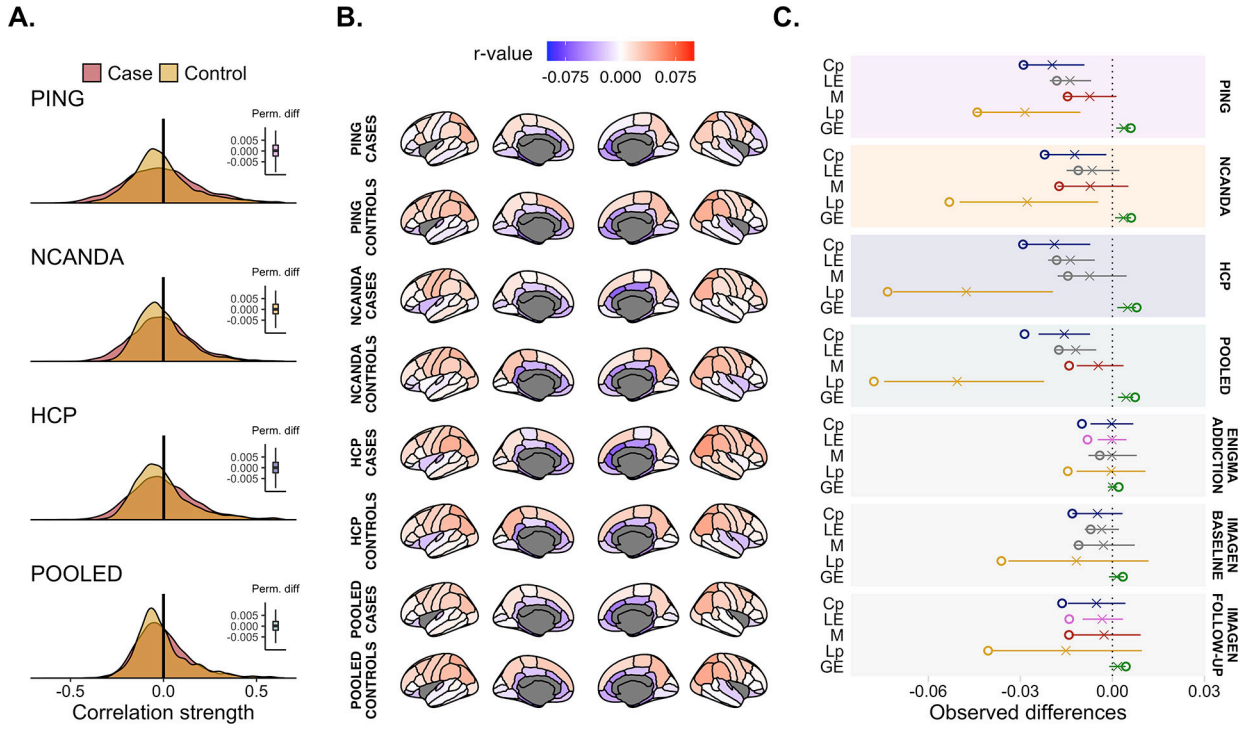 A.
Case Control
PING
Perm. diff
0.005
0.000
-0.005
NCANDA
Perm. diff
0.005
0.000
-0.005
HCP
Perm. diff
0.005
0.000
-0.005
POOLED
Perm. diff
0.005
0.000
-0.005
-0.5 0.0 0.5
Correlation strength
B.
r-value
-0.075 0.000 0.075
PING
CASES
PING
CONTROLS
NCANDA
CASES
NCANDA
CONTROLS
HCP
CASES
HCP
CONTROLS
POOLED
CASES
POOLED
CONTROLS
C.
Cp
LE
M
Lp
GE
PING
Cp
LE
M
Lp
GE
NCANDA
Cp
LE
M
Lp
GE
HCP
Cp
LE
M
Lp
GE
POOLED
Cp
LE
M
Lp
GE
ENIGMA
ADDICTION
Cp
LE
M
Lp
GE
IMAGEN
BASELINE
Cp
LE
M
Lp
GE
IMAGEN
FOLLOW-UP
-0.06 -0.03 0.00 0.03
Observed differences